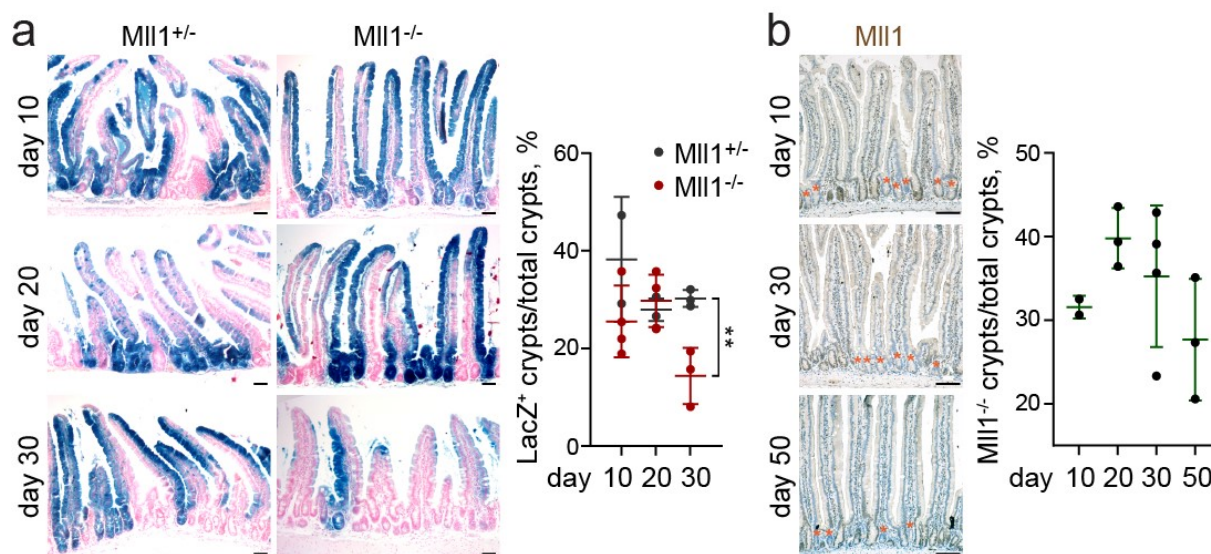 a
Mll1+/-
Mll1-/-
day 10
day 20
day 30
LacZ+ crypts/total crypts, %
60
40
20
0
Mll1+/-
Mll1-/-
**
day 10 20 30
b
Mll1
day 10
day 30
day 50
Mll1-/- crypts/total crypts, %
50
40
30
20
day 10 20 30 50